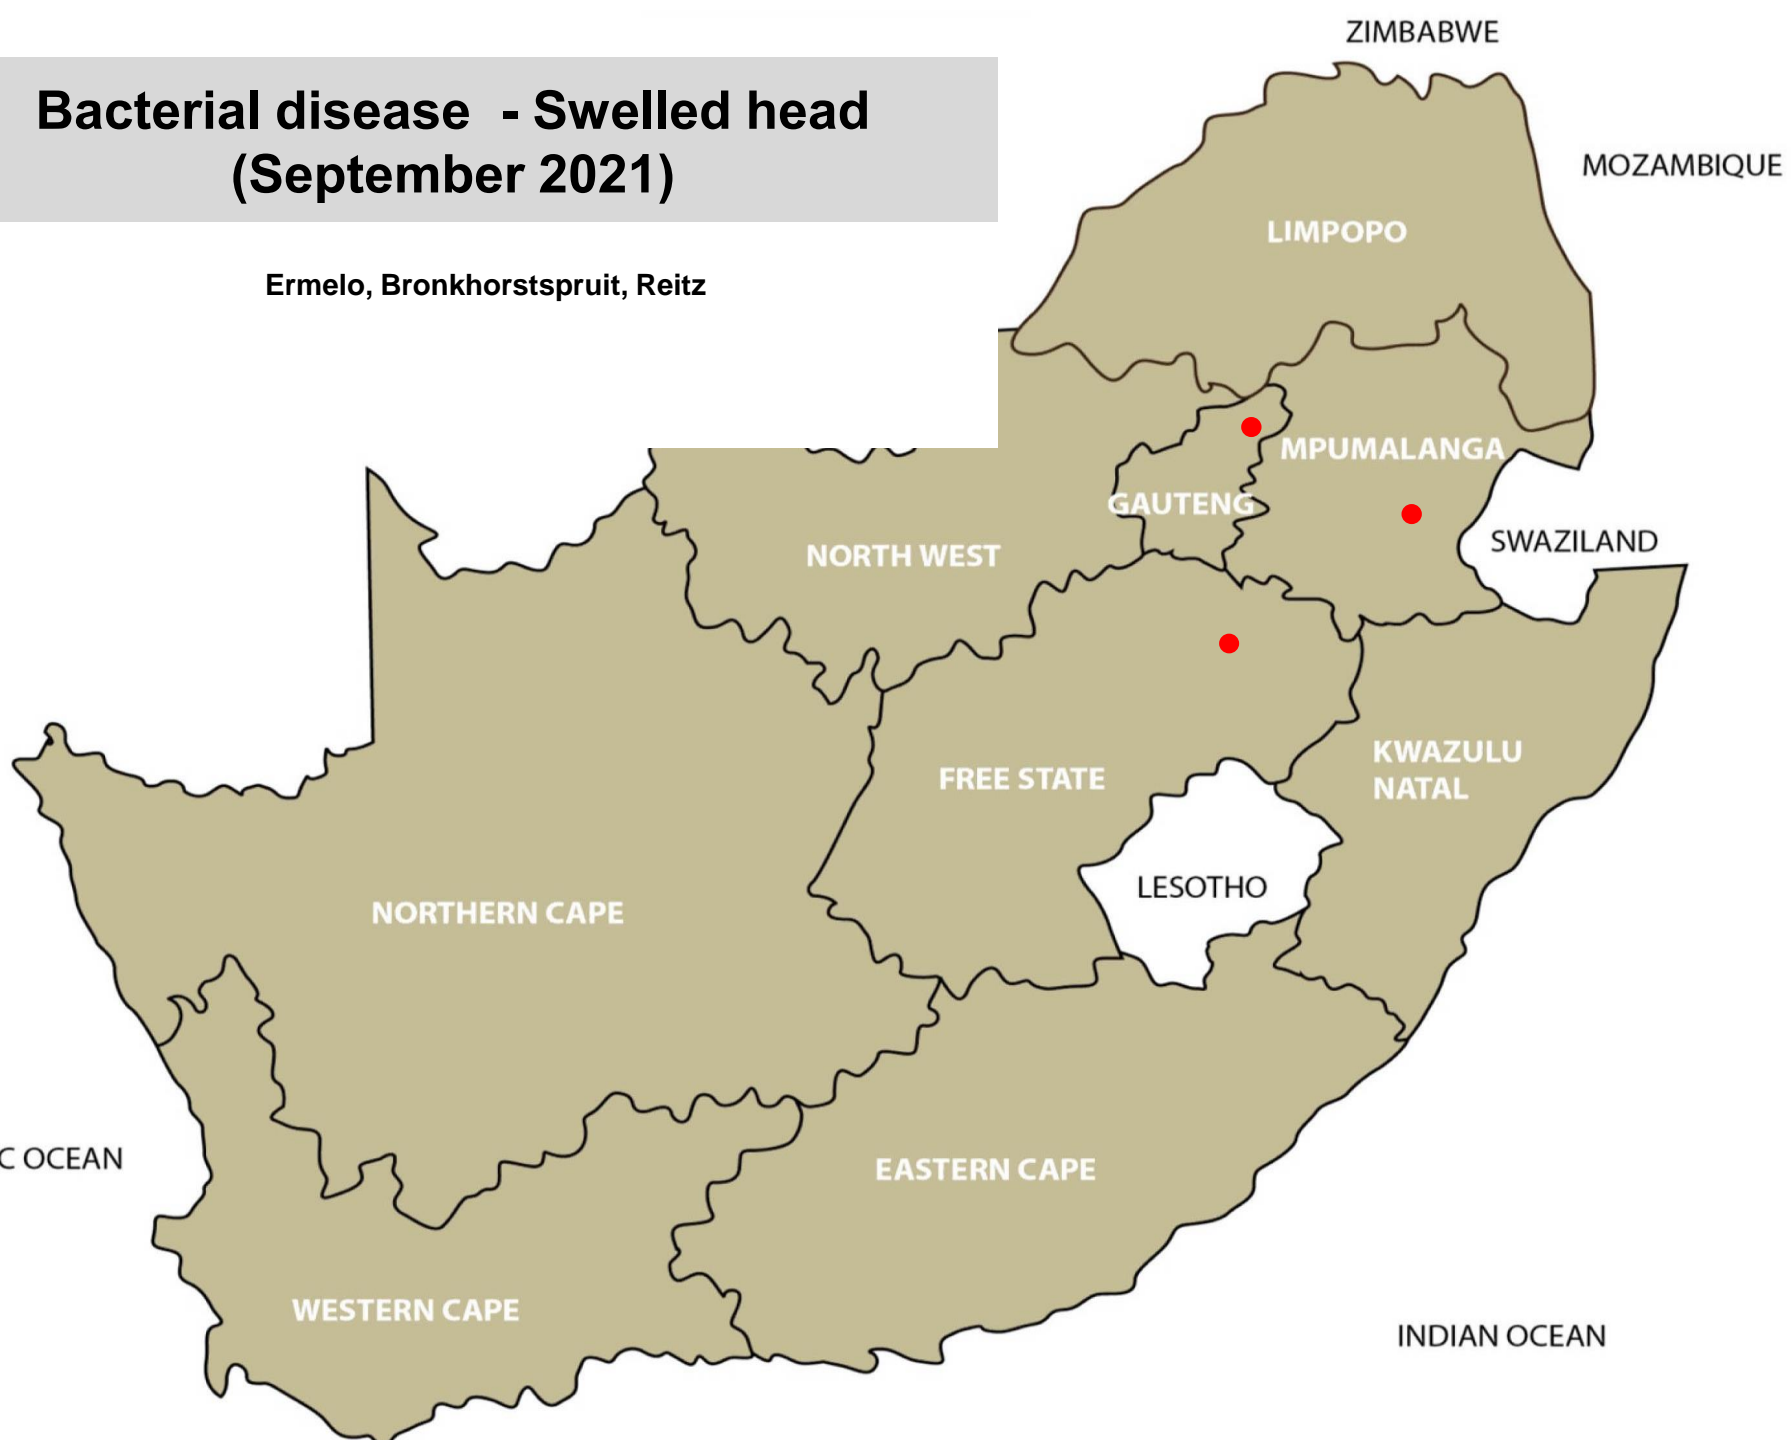 ZIMBABWE
Bacterial disease - Swelled head
(September 2021)
MOZAMBIQUE
LIMPOPO
Ermelo, Bronkhorstspruit, Reitz
MPUMALANGA
GAUTENG
SWAZILAND
NORTH WEST
KWAZULU
NATAL
FREE STATE
LESOTHO
NORTHERN CAPE
C OCEAN
EASTERN CAPE
WESTERN CAPE
INDIAN OCEAN